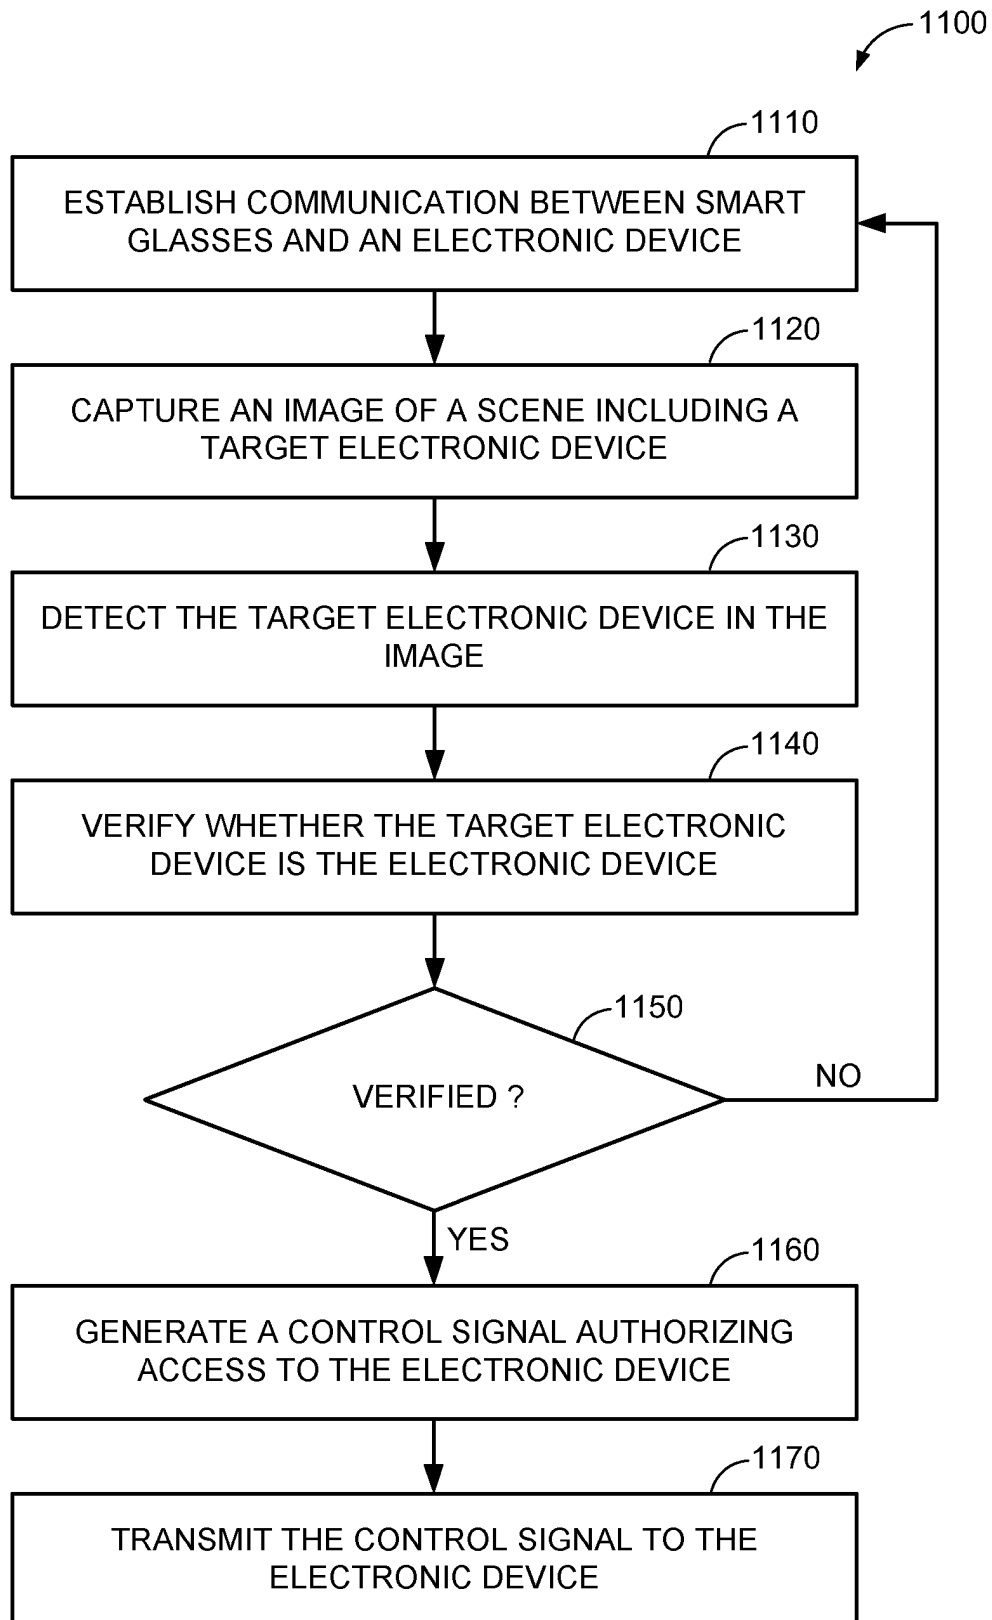 1100
1110
ESTABLISH COMMUNICATION BETWEEN SMART
GLASSES AND AN ELECTRONIC DEVICE
1120
CAPTURE AN IMAGE OF A SCENE INCLUDING A
TARGET ELECTRONIC DEVICE
1130
DETECT THE TARGET ELECTRONIC DEVICE IN THE
IMAGE
1140
VERIFY WHETHER THE TARGET ELECTRONIC
DEVICE IS THE ELECTRONIC DEVICE
1150
VERIFIED ?
NO
YES
1160
GENERATE A CONTROL SIGNAL AUTHORIZING
ACCESS TO THE ELECTRONIC DEVICE
1170
TRANSMIT THE CONTROL SIGNAL TO THE
ELECTRONIC DEVICE